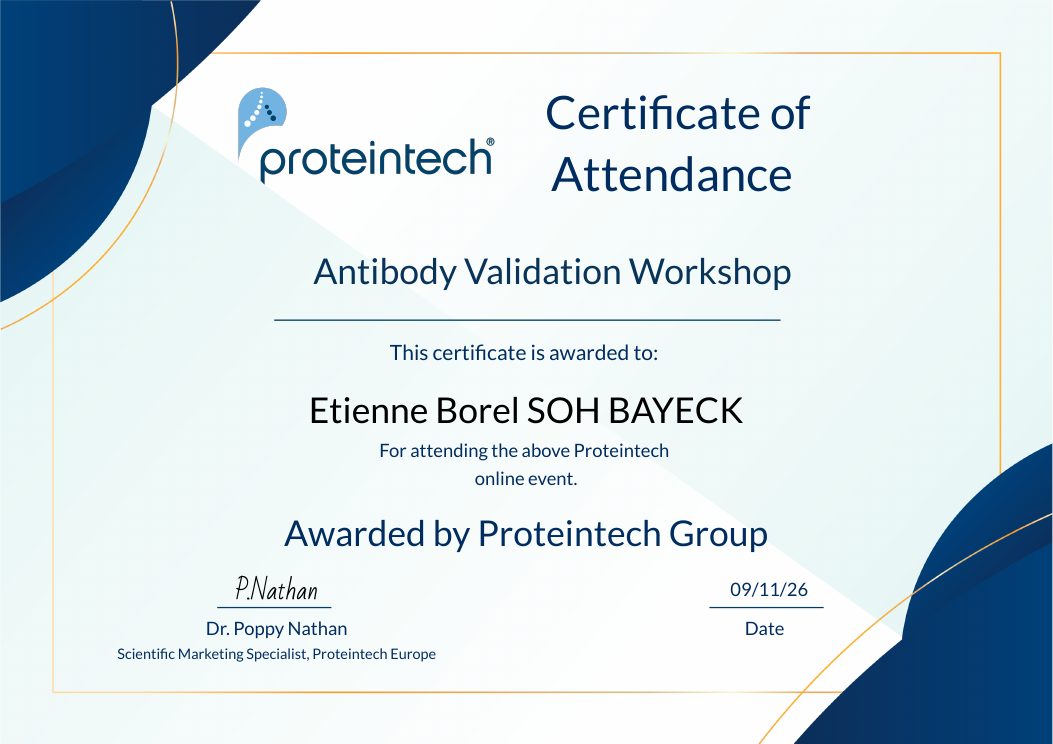 proteintech®
Certificate of
Attendance
Antibody Validation Workshop
This certificate is awarded to:
Etienne Borel SOH BAYECK
For attending the above Proteintech
online event.
Awarded by Proteintech Group
P.Nathan
09/11/26
Dr. Poppy Nathan
Date
Scientific Marketing Specialist, Proteintech Europe